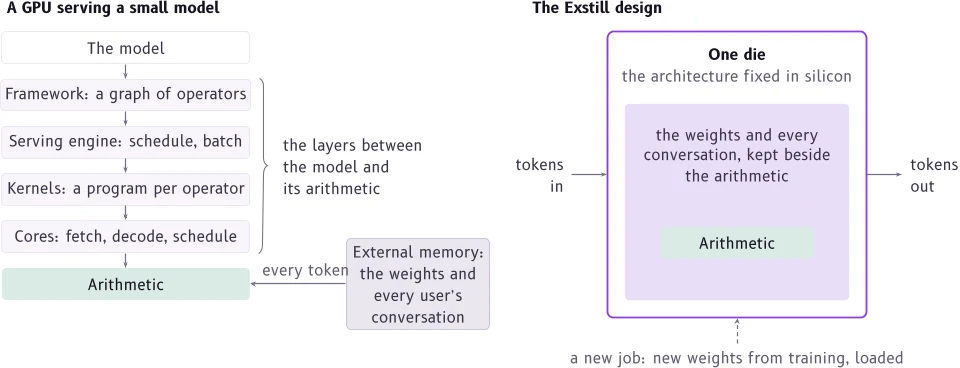 A GPU serving a small model
The model
Framework: a graph of operators
Serving engine: schedule, batch
Kernels: a program per operator
Cores: fetch, decode, schedule
Arithmetic
the layers between
the model and
its arithmetic
every token
External memory:
the weights and
every user's
conversation
The Exstill design
One die
the architecture fixed in silicon
the weights and every
conversation, kept beside
the arithmetic
Arithmetic
tokens
in
tokens
out
a new job: new weights from training, loaded